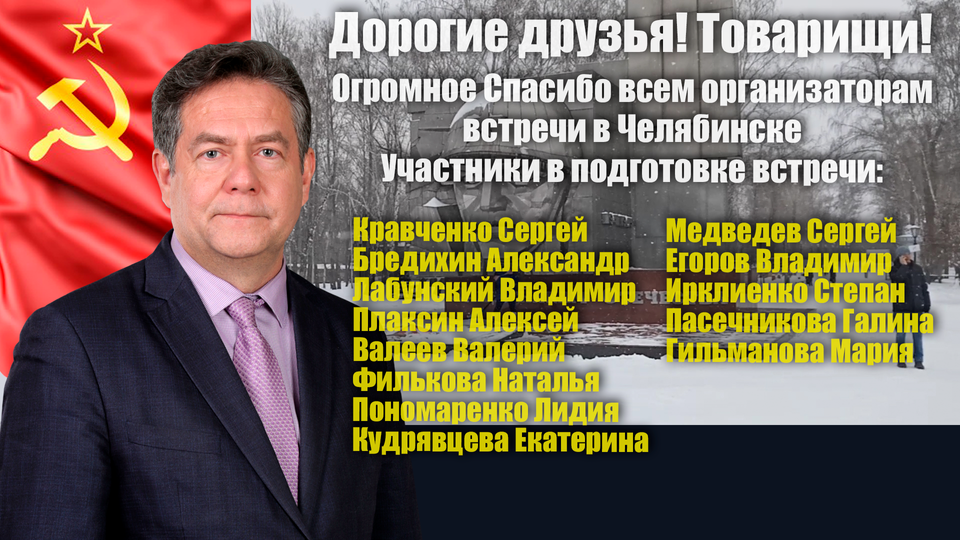 Дорогие друзья! Товарищи!
Огромное Спасибо всем организаторам
встречи в Челябинске
Участники в подготовке встречи:
Кравченко Сергей
Бредихин Александр
Лабунский Владимир
Плаксин Алексей
Валеев Валерий
Филькова Наталья
Пономаренко Лидия
Кудрявцева Екатерина
Медведев Сергей
Егоров Владимир
Ирклиенко Степан
Пасечникова Галина
Гильманова Мария